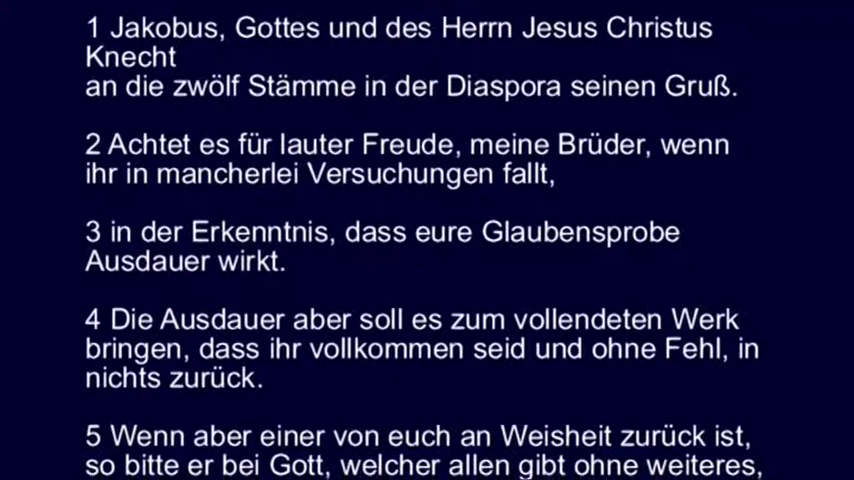 1 Jakobus, Gottes und des Herrn Jesus Christus
Knecht
an die zwölf Stämme in der Diaspora seinen Gruß.
2 Achtet es für lauter Freude, meine Brüder, wenn
ihr in mancherlei Versuchungen fallt,
3 in der Erkenntnis, dass eure Glaubensprobe
Ausdauer wirkt.
4 Die Ausdauer aber soll es zum vollendeten Werk
bringen, dass ihr vollkommen seid und ohne Fehl, in
nichts zurück.
5 Wenn aber einer von euch an Weisheit zurück ist,
so bitte er bei Gott, welcher allen gibt ohne weiteres,